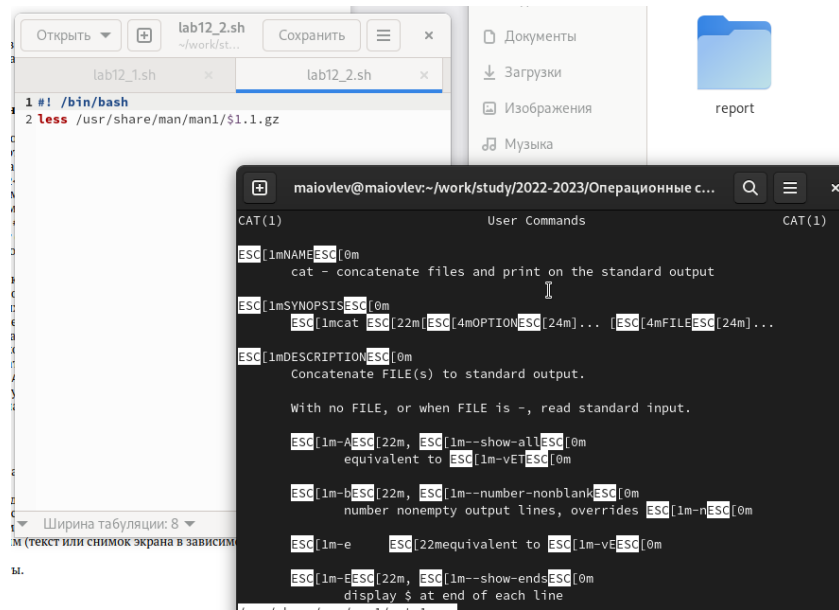 Открыть
lab12_2.sh
~/work/st...
Сохранить
lab12_1.sh
lab12_2.sh
1 #! /bin/bash
2 less /usr/share/man/man1/$1.1.gz
Ширина табуляции: 8
м (текст или снимок экрана в зависимо
ы.
Документы
Загрузки
Изображения
Музыка
report
maiovlev@maiovlev:~/work/study/2022-2023/Операционные с...
CAT(1) User Commands CAT(1)
ESC[1mNAMEESC[0m
cat - concatenate files and print on the standard output
ESC[1mSYNOPSISESC[0m
ESC[1mcat ESC[22m[ESC[4mOPTIONESC[24m]... [ESC[4mFILEESC[24m]...
ESC[1mDESCRIPTIONESC[0m
Concatenate FILE(s) to standard output.
With no FILE, or when FILE is -, read standard input.
ESC[1m-AESC[22m, ESC[1m--show-allESC[0m
equivalent to ESC[1m-vETESC[0m
ESC[1m-bESC[22m, ESC[1m--number-nonblankESC[0m
number nonempty output lines, overrides ESC[1m-nESC[0m
ESC[1m-e ESC[22mequivalent to ESC[1m-vEESC[0m
ESC[1m-EESC[22m, ESC[1m--show-endsESC[0m
display $ at end of each line